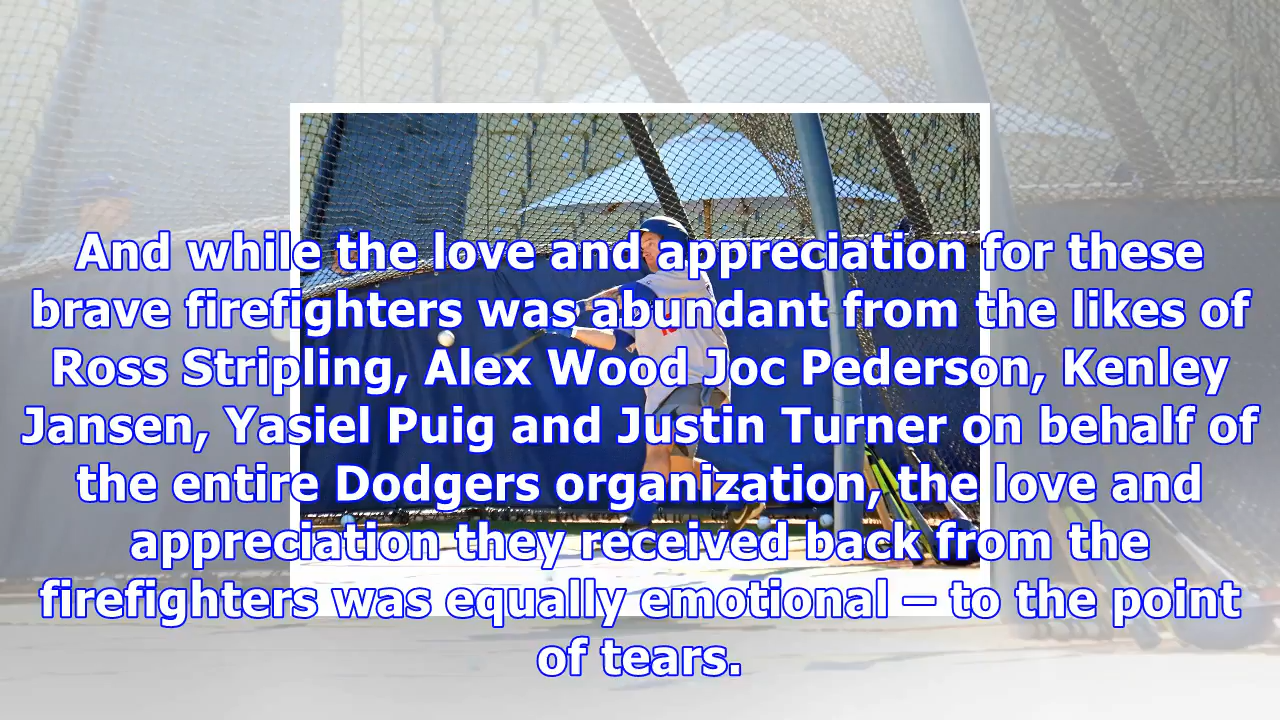 And while the love and appreciation for these
brave firefighters was abundant from the likes of
Ross Stripling, Alex Wood Joc Pederson, Kenley
Jansen, Yasiel Puig and Justin Turner on behalf of
the entire Dodgers organization, the love and
appreciation they received back from the
firefighters was equally emotional – to the point
of tears.